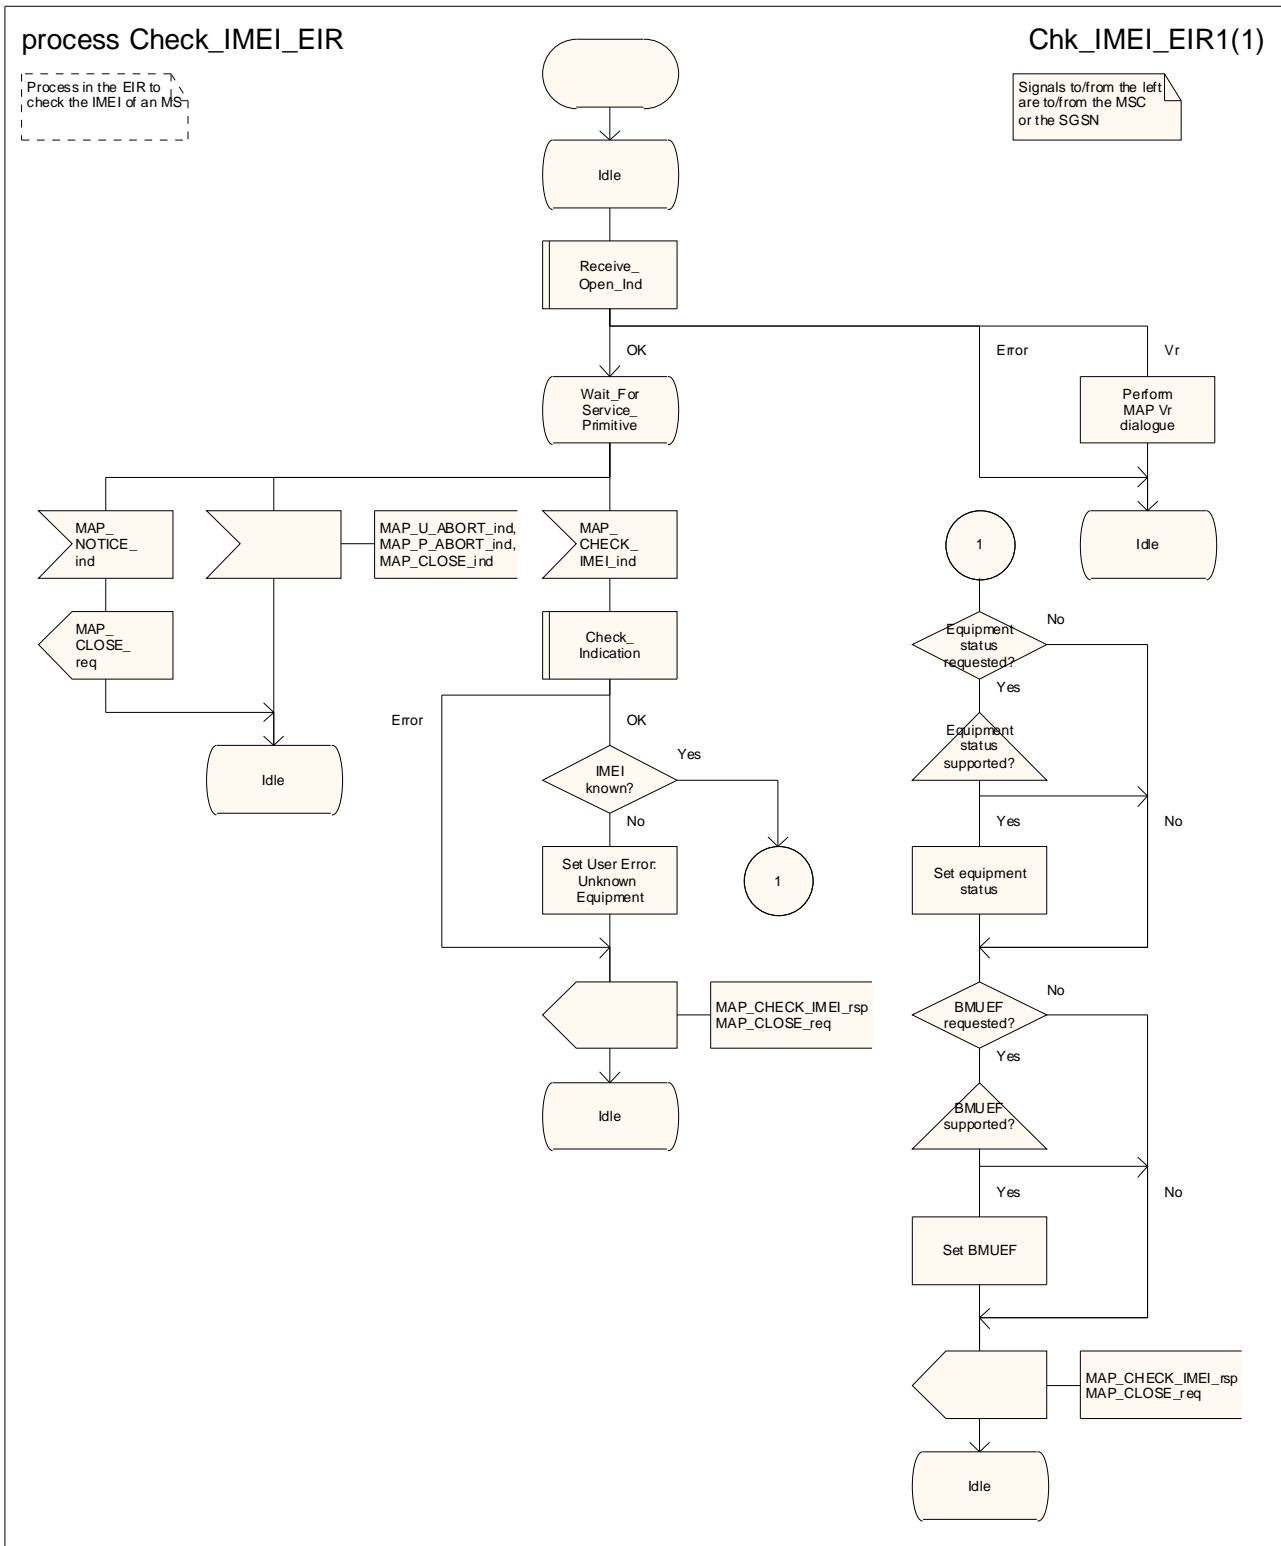 process Check_IMEI_EIR
Chk_IMEI_EIR1(1)
Process in the EIR to
check the IMEI of an MS
Signals to/from the left
are to/from the MSC
or the SGSN
Idle
Receive_
Open_Ind
OK
Error
Vr
Wait_For
Service_
Primitive
Perform
MAP Vr
dialogue
Idle
MAP_
NOTICE_
ind
MAP_U_ABORT_ind,
MAP_P_ABORT_ind,
MAP_CLOSE_ind
MAP_
CHECK_
IMEI_ind
MAP_
CLOSE_
req
Check_
Indication
Error
OK
Idle
IMEI
known?
Yes
No
Set User Error:
Unknown
Equipment
1
MAP_CHECK_IMEI_rsp
MAP_CLOSE_req
Idle
1
Equipment
status
requested?
No
Yes
Equipment
status
supported?
Yes
No
Set equipment
status
BMUEF
requested?
No
Yes
BMUEF
supported?
Yes
No
Set BMUEF
MAP_CHECK_IMEI_rsp
MAP_CLOSE_req
Idle